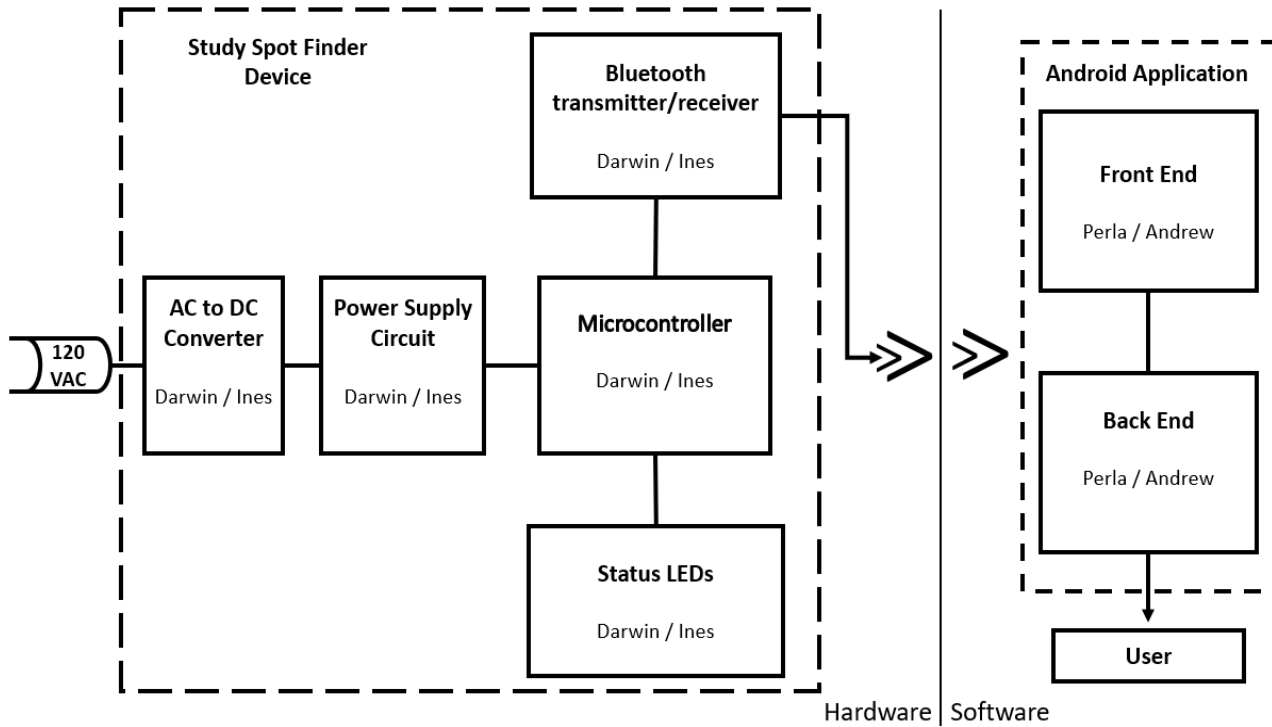 Study Spot Finder
Device
Bluetooth
transmitter/receiver
Darwin / Ines
120
VAC
AC to DC
Converter
Darwin / Ines
Power Supply
Circuit
Darwin / Ines
Microcontroller
Darwin / Ines
Status LEDs
Darwin / Ines
Hardware
Software
Android Application
Front End
Perla / Andrew
Back End
Perla / Andrew
User